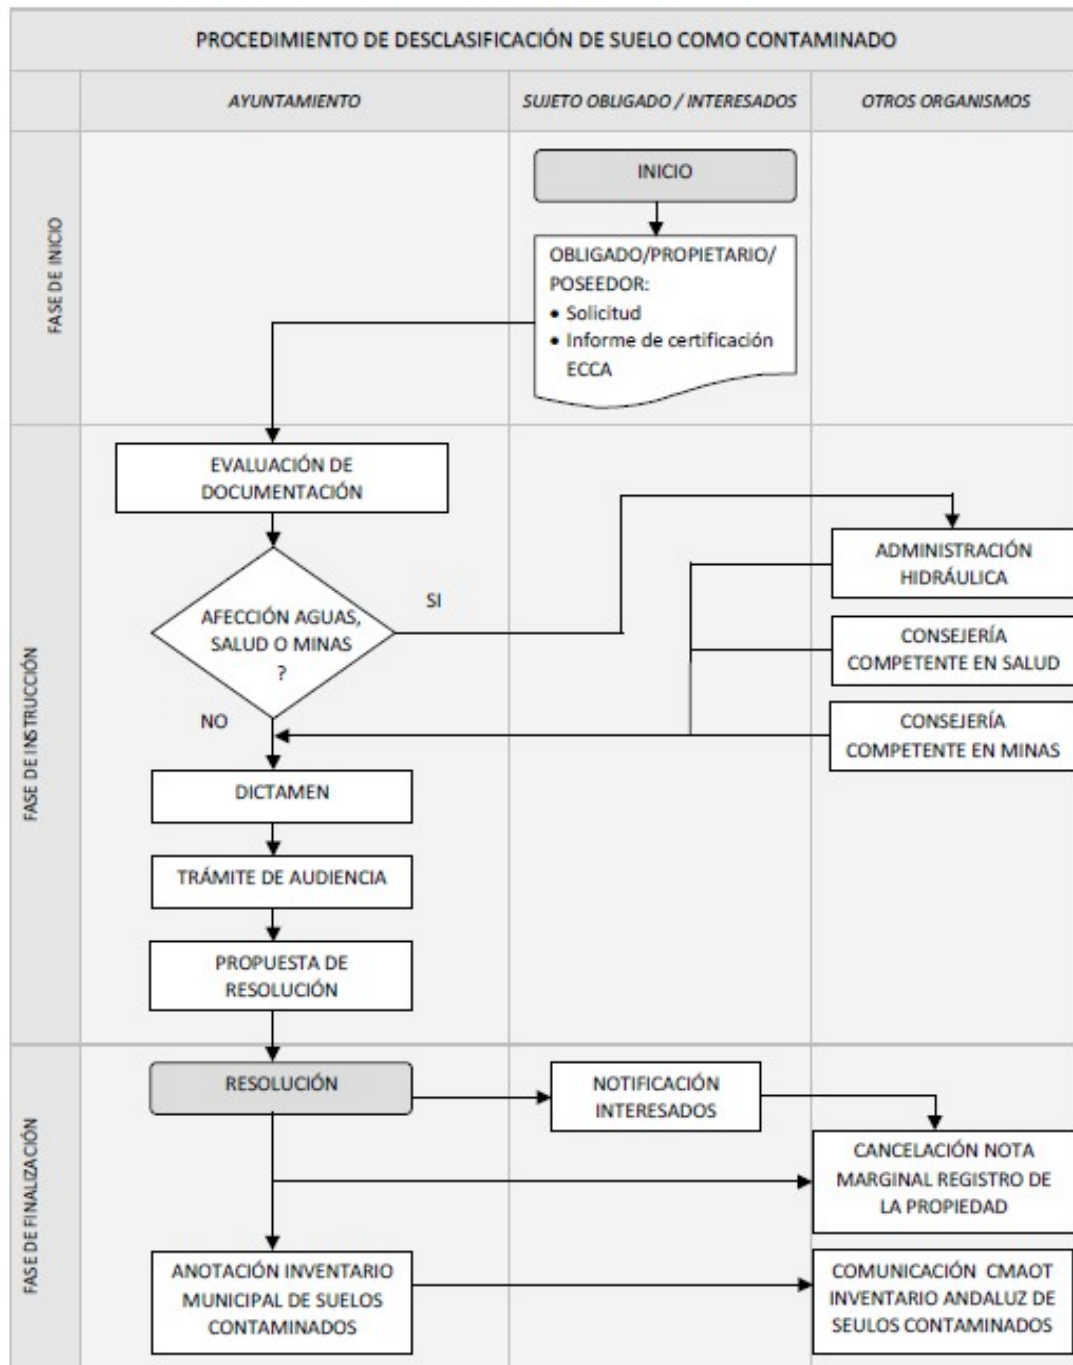 PROCEDIMIENTO DE DESCLASIFICACIÓN DE SUELO COMO CONTAMINADO
AYUNTAMIENTO
SUJETO OBLIGADO / INTERESADOS
OTROS ORGANISMOS
FASE DE INICIO
INICIO
OBLIGADO/PROPIETARIO/
POSEEDOR:
• Solicitud
• Informe de certificación
ECCA
FASE DE INSTRUCCIÓN
EVALUACIÓN DE
DOCUMENTACIÓN
AFECCIÓN AGUAS,
SALUD O MINAS
?
SI
NO
ADMINISTRACIÓN
HIDRÁULICA
CONSEJERÍA
COMPETENTE EN SALUD
CONSEJERÍA
COMPETENTE EN MINAS
DICTAMEN
TRÁMITE DE AUDIENCIA
PROPUESTA DE
RESOLUCIÓN
FASE DE FINALIZACIÓN
RESOLUCIÓN
NOTIFICACIÓN
INTERESADOS
CANCELACIÓN NOTA
MARGINAL REGISTRO DE
LA PROPIEDAD
ANOTACIÓN INVENTARIO
MUNICIPAL DE SUELOS
CONTAMINADOS
COMUNICACIÓN CMAOT
INVENTARIO ANDALUZ DE
SEULOS CONTAMINADOS